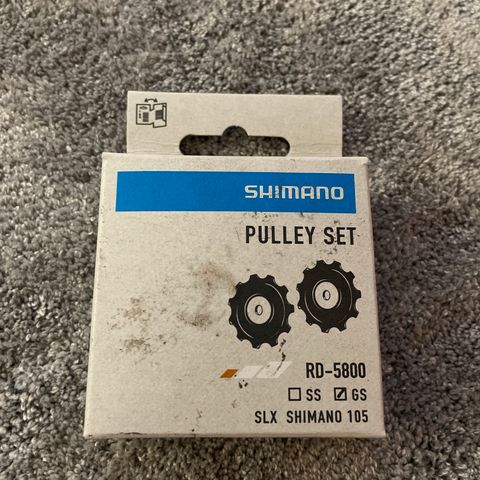 SHIMANO
PULLEY SET
RD-5800
SS GS
SLX SHIMANO 105